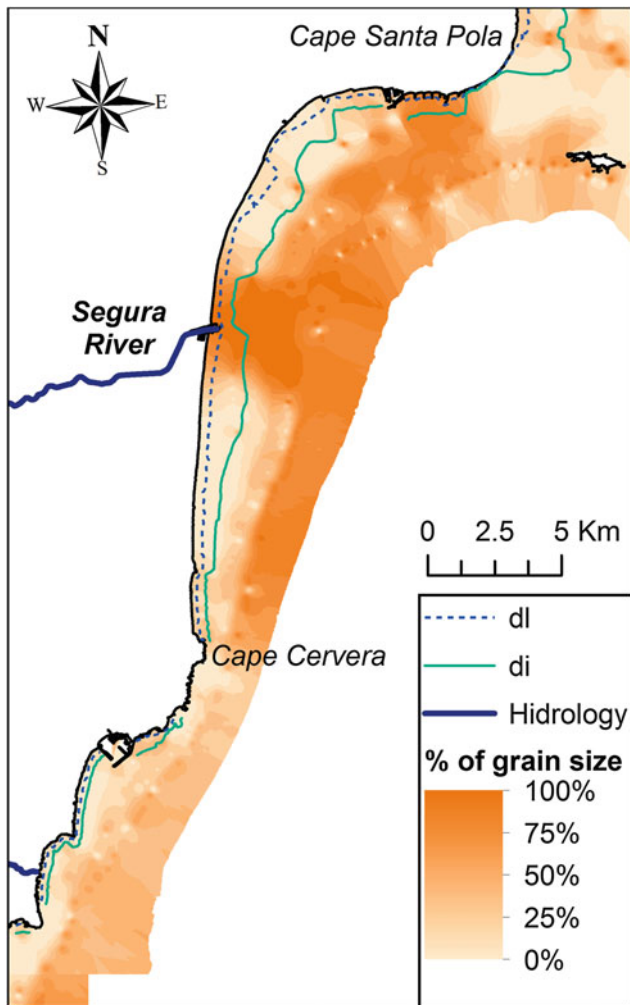 Cape Santa Pola
N
W
E
S
Segura
River
0 2.5 5 Km
Cape Cervera
dl
di
Hidrology
% of grain size
100%
75%
50%
25%
0%